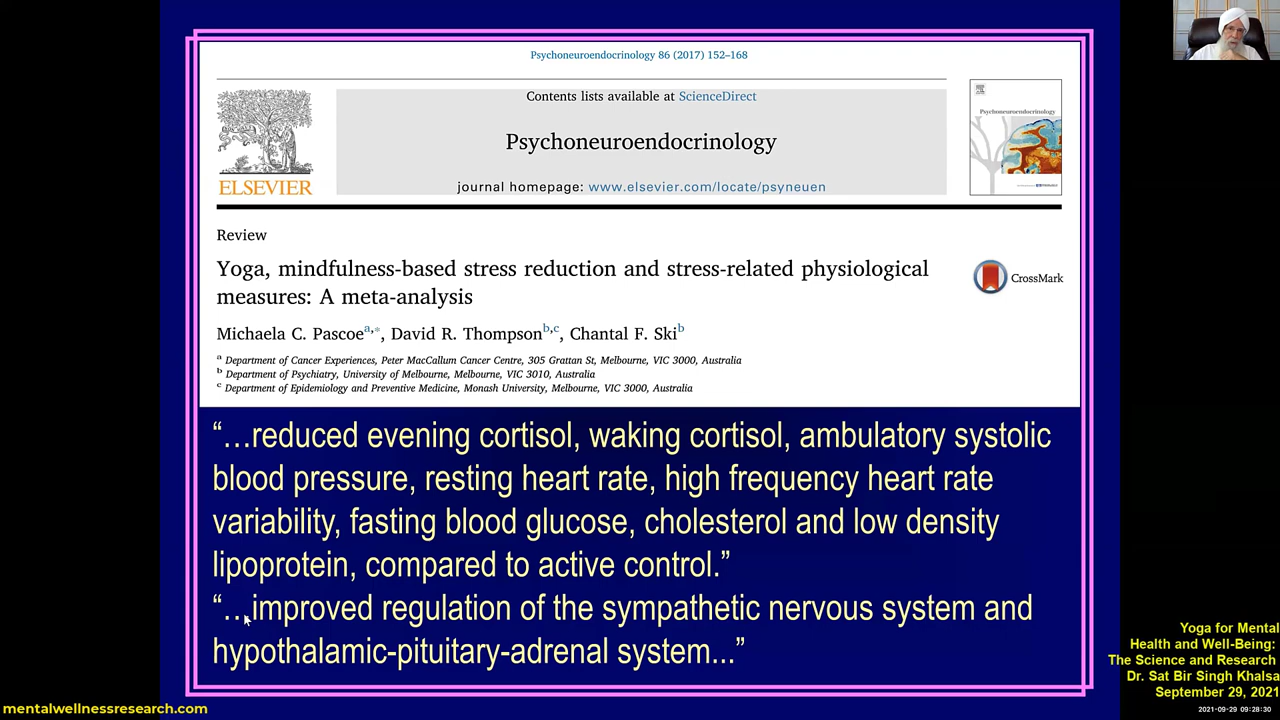 Psychoneuroendocrinology 86 (2017) 152–168
Contents lists available at ScienceDirect
Psychoneuroendocrinology
journal homepage: www.elsevier.com/locate/psyneuen
ELSEVIER
Psychoneuroendocrinology
Review
Yoga, mindfulness-based stress reduction and stress-related physiological
measures: A meta-analysis
CrossMark
Michaela C. Pascoea,*, David R. Thompsonb,c, Chantal F. Skib
a Department of Cancer Experiences, Peter MacCallum Cancer Centre, 305 Grattan St, Melbourne, VIC 3000, Australia
b Department of Psychiatry, University of Melbourne, Melbourne, VIC 3010, Australia
c Department of Epidemiology and Preventive Medicine, Monash University, Melbourne, VIC 3000, Australia
“…reduced evening cortisol, waking cortisol, ambulatory systolic
blood pressure, resting heart rate, high frequency heart rate
variability, fasting blood glucose, cholesterol and low density
lipoprotein, compared to active control.”
“…improved regulation of the sympathetic nervous system and
hypothalamic-pituitary-adrenal system...”
Yoga for Mental
Health and Well-Being:
The Science and Research
Dr. Sat Bir Singh Khalsa
September 29, 2021
2021-09-29 09:28:30
mentalwellnessresearch.com